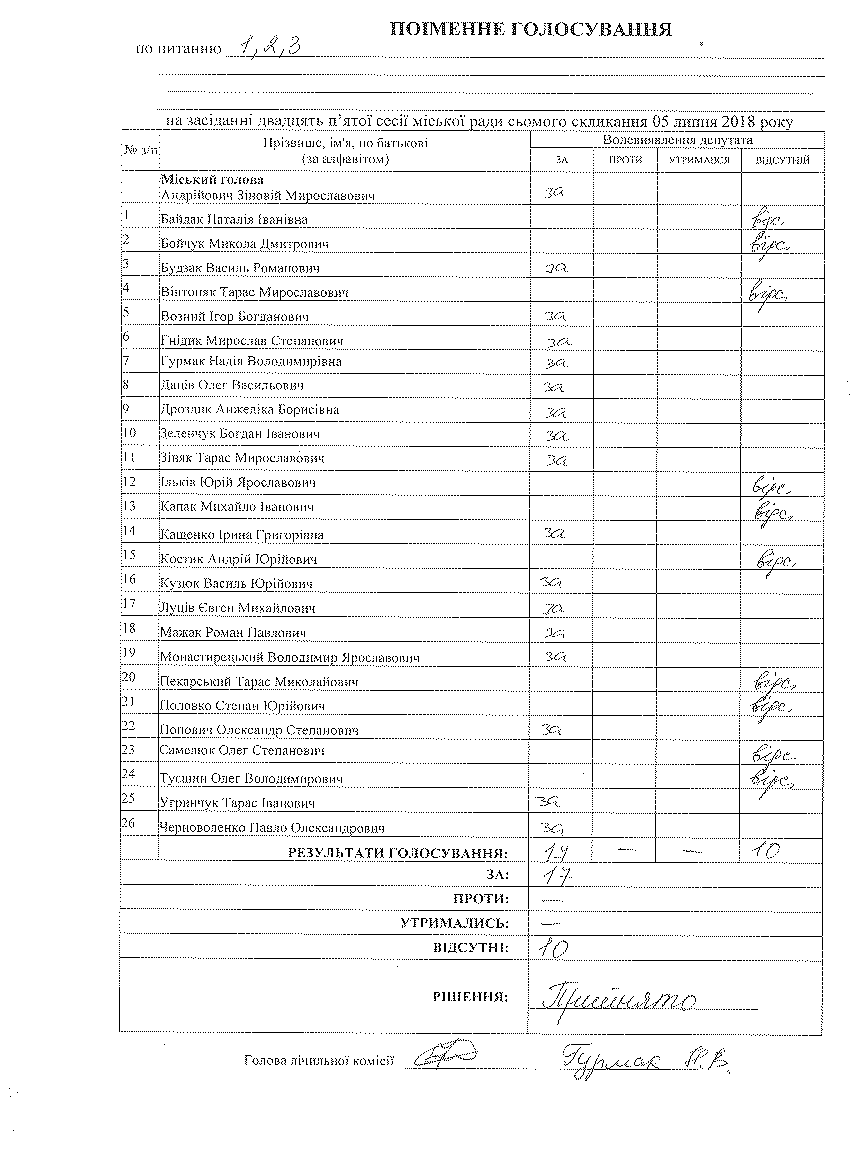 ПОІМЕННЕ ГОЛОСУВАННЯ
по питанню 1,2,3
на засіданні двадцять п'ятої сесії міської ради сьомого скликання 05 липня 2018 року
№ з/п Прізвище, ім'я, по батькові (за алфавітом) Волевиявлення депутата
ЗА ПРОТИ УТРИМАВСЯ ВІДСУТНІЙ
Міський голова
Андрійович Зіновій Мирославович за
1 Байдак Наталія Іванівна відс.
2 Бойчук Микола Дмитрович відс.
3 Будзак Василь Романович за
4 Вінтоняк Тарас Мирославович відс.
5 Возний Ігор Богданович за
6 Гнідик Мирослав Степанович за
7 Гурмак Надія Володимирівна за
8 Даців Олег Васильович за
9 Дроздик Анжеліка Борисівна за
10 Зеленчук Богдан Іванович за
11 Зівяк Тарас Мирославович за
12 Ільків Юрій Ярославович відс.
13 Капак Михайло Іванович відс.
14 Кащенко Ірина Григорівна за
15 Костик Андрій Юрійович відс.
16 Кузюк Василь Юрійович за
17 Луців Євген Михайлович за
18 Мажак Роман Павлович за
19 Монастирецький Володимир Ярославович за
20 Пекарський Тарас Миколайович відс.
21 Половко Степан Юрійович відс.
22 Попович Олександр Степанович за
23 Самелюк Олег Степанович відс.
24 Тусшин Олег Володимирович відс.
25 Угринчук Тарас Іванович за
26 Черноволенко Павло Олександрович за
РЕЗУЛЬТАТИ ГОЛОСУВАННЯ: 17 — — 10
ЗА: 17
ПРОТИ: —
УТРИМАЛИСЬ: —
ВІДСУТНІ: 10
РІШЕННЯ: Прийнято
Голова лічильної комісії Гурмак Н.В.